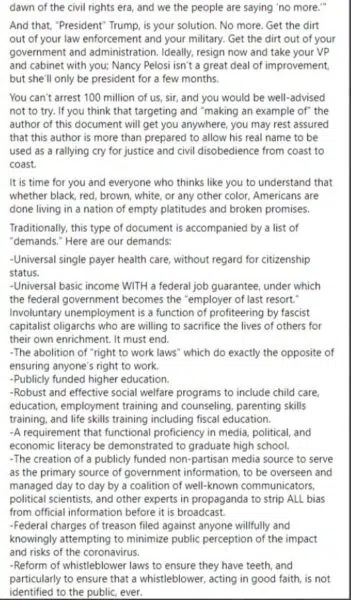 dawn of the civil rights era, and we the people are saying 'no more.'"
And that, "President" Trump, is your solution. No more. Get the dirt
out of your law enforcement and your military. Get the dirt out of your
government and administration. Ideally, resign now and take your VP
and cabinet with you; Nancy Pelosi isn't a great deal of improvement,
but she'll only be president for a few months.
You can't arrest 100 million of us, sir, and you would be well-advised
not to try. If you think that targeting and "making an example of" the
author of this document will get you anywhere, you may rest assured
that this author is more than prepared to allow his real name to be
used as a rallying cry for justice and civil disobedience from coast to
coast.
It is time for you and everyone who thinks like you to understand that
whether black, red, brown, white, or any other color, Americans are
done living in a nation of empty platitudes and broken promises.
Traditionally, this type of document is accompanied by a list of
"demands." Here are our demands:
-Universal single payer health care, without regard for citizenship
status.
-Universal basic income WITH a federal job guarantee, under which
the federal government becomes the "employer of last resort."
Involuntary unemployment is a function of profiteering by fascist
capitalist oligarchs who are willing to sacrifice the lives of others for
their own enrichment. It must end.
-The abolition of "right to work laws" which do exactly the opposite of
ensuring anyone's right to work.
-Publicly funded higher education.
-Robust and effective social welfare programs to include child care,
education, employment training and counseling, parenting skills
training, and life skills training including fiscal education.
-A requirement that functional proficiency in media, political, and
economic literacy be demonstrated to graduate high school.
-The creation of a publicly funded non-partisan media source to serve
as the primary source of government information, to be overseen and
managed day to day by a coalition of well-known communicators,
political scientists, and other experts in propaganda to strip ALL bias
from official information before it is broadcast.
-Federal charges of treason filed against anyone willfully and
knowingly attempting to minimize public perception of the impact
and risks of the coronavirus.
-Reform of whistleblower laws to ensure they have teeth, and
particularly to ensure that a whistleblower, acting in good faith, is not
identified to the public, ever.